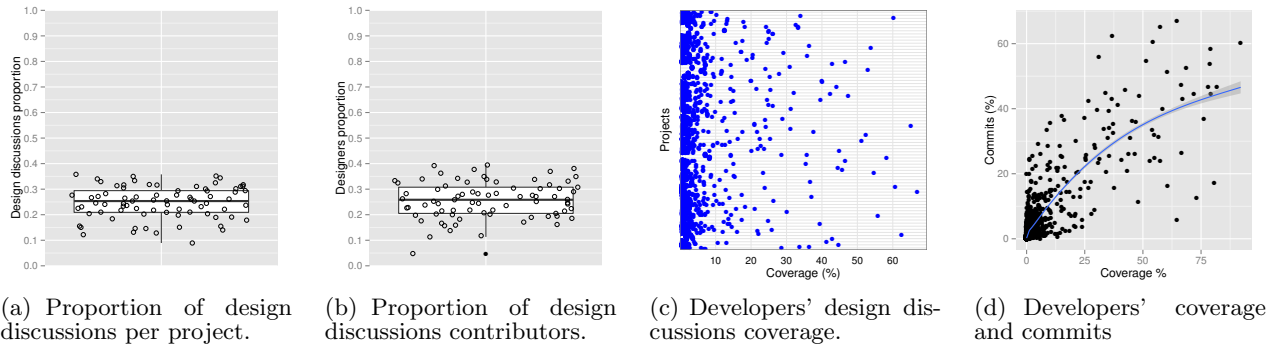 1.0
0.9
0.8
0.7
0.6
0.5
0.4
0.3
0.2
0.1
0.0
Design discussions proportion
1.0
0.9
0.8
0.7
0.6
0.5
0.4
0.3
0.2
0.1
0.0
Designers proportion
Projects
10 20 30 40 50 60
Coverage (%)
60
40
20
0
Commits (%)
0 25 50 75
Coverage %
(a) Proportion of design
discussions per project.
(b) Proportion of design
discussions contributors.
(c) Developers' design dis-
cussions coverage.
(d) Developers' coverage
and commits